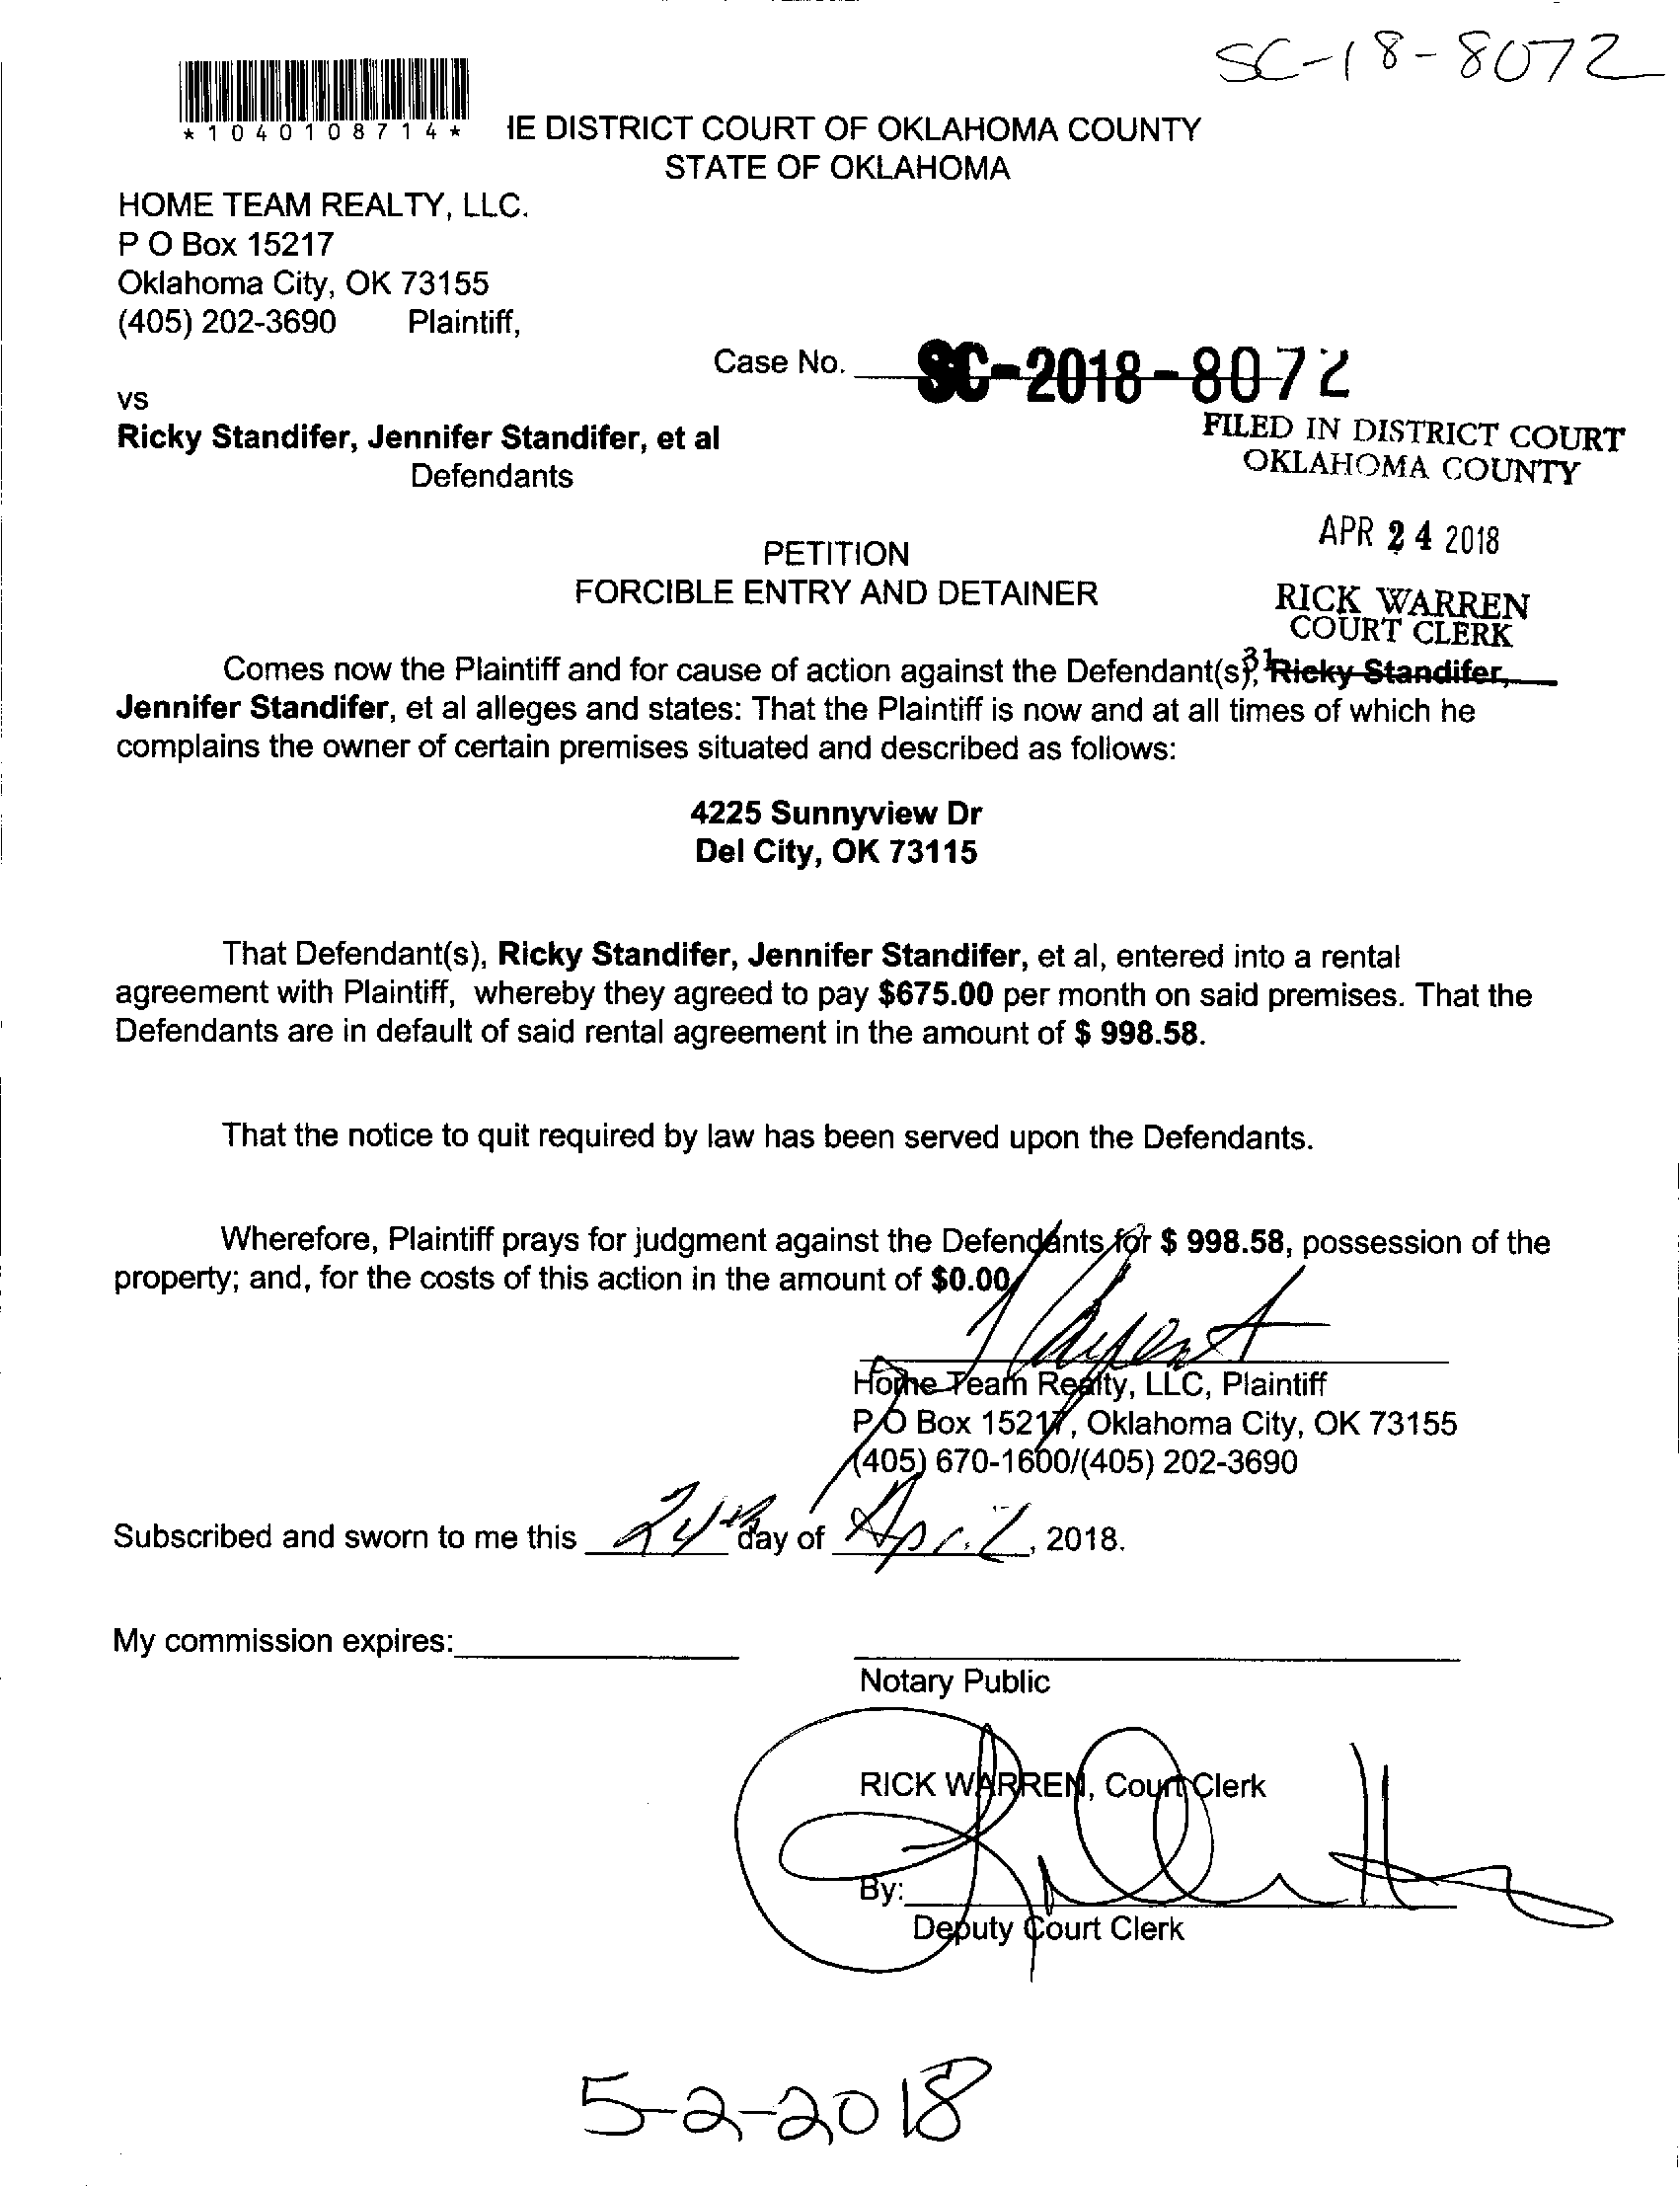 SC-18-8072
*1040108714*
IE DISTRICT COURT OF OKLAHOMA COUNTY
STATE OF OKLAHOMA
HOME TEAM REALTY, LLC.
P O Box 15217
Oklahoma City, OK 73155
(405) 202-3690 Plaintiff,
Case No. SC-2018-8072
vs
Ricky Standifer, Jennifer Standifer, et al
Defendants
FILED IN DISTRICT COURT
OKLAHOMA COUNTY
APR 24 2018
PETITION
FORCIBLE ENTRY AND DETAINER
RICK WARREN
COURT CLERK
31
Comes now the Plaintiff and for cause of action against the Defendant(s), Ricky Standifer,
Jennifer Standifer, et al alleges and states: That the Plaintiff is now and at all times of which he
complains the owner of certain premises situated and described as follows:
4225 Sunnyview Dr
Del City, OK 73115
That Defendant(s), Ricky Standifer, Jennifer Standifer, et al, entered into a rental
agreement with Plaintiff, whereby they agreed to pay $675.00 per month on said premises. That the
Defendants are in default of said rental agreement in the amount of $ 998.58.
That the notice to quit required by law has been served upon the Defendants.
Wherefore, Plaintiff prays for judgment against the Defendants for $ 998.58, possession of the
property; and, for the costs of this action in the amount of $0.00
Home Team Realty, LLC, Plaintiff
P O Box 15217, Oklahoma City, OK 73155
(405) 670-1600/(405) 202-3690
Subscribed and sworn to me this 24th day of April, 2018.
My commission expires:
Notary Public
RICK WARREN, Court Clerk
By:
Deputy Court Clerk
5-2-2018